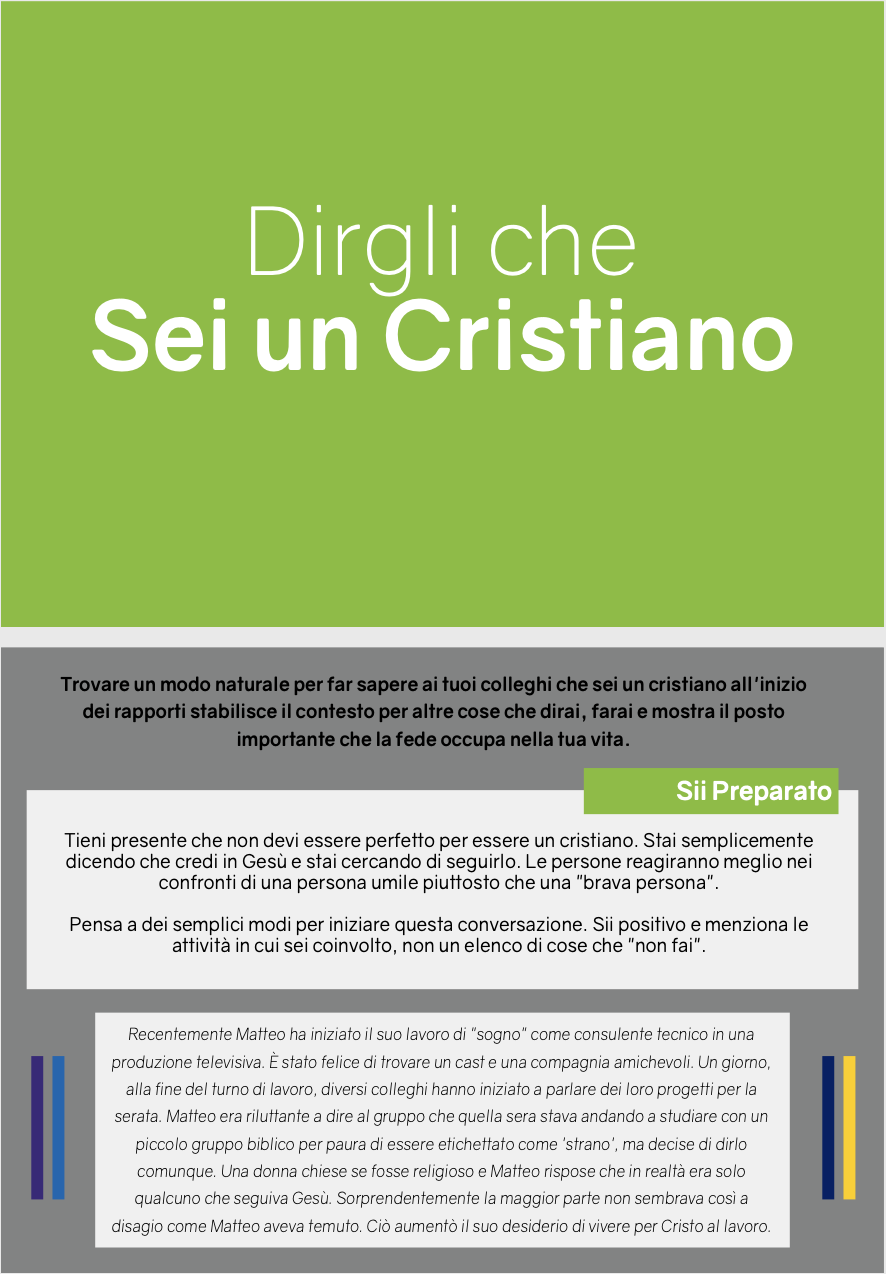 Dirgli che
Sei un Cristiano
Trovare un modo naturale per far sapere ai tuoi colleghi che sei un cristiano all'inizio
dei rapporti stabilisce il contesto per altre cose che dirai, farai e mostra il posto
importante che la fede occupa nella tua vita.
Sii Preparato
Tieni presente che non devi essere perfetto per essere un cristiano. Stai semplicemente
dicendo che credi in Gesù e stai cercando di seguirlo. Le persone reagiranno meglio nei
confronti di una persona umile piuttosto che una "brava persona".
Pensa a dei semplici modi per iniziare questa conversazione. Sii positivo e menziona le
attività in cui sei coinvolto, non un elenco di cose che "non fai".
Recentemente Matteo ha iniziato il suo lavoro di "sogno" come consulente tecnico in una
produzione televisiva. È stato felice di trovare un cast e una compagnia amichevoli. Un giorno,
alla fine del turno di lavoro, diversi colleghi hanno iniziato a parlare dei loro progetti per la
serata. Matteo era riluttante a dire al gruppo che quella sera stava andando a studiare con un
piccolo gruppo biblico per paura di essere etichettato come 'strano', ma decise di dirlo
comunque. Una donna chiese se fosse religioso e Matteo rispose che in realtà era solo
qualcuno che seguiva Gesù. Sorprendentemente la maggior parte non sembrava così a
disagio come Matteo aveva temuto. Ciò aumentò il suo desiderio di vivere per Cristo al lavoro.